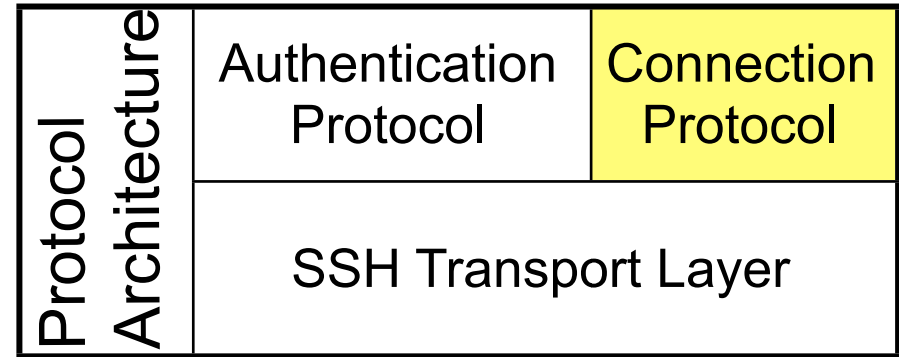 Protocol
Architecture
Authentication
Protocol
Connection
Protocol
SSH Transport Layer